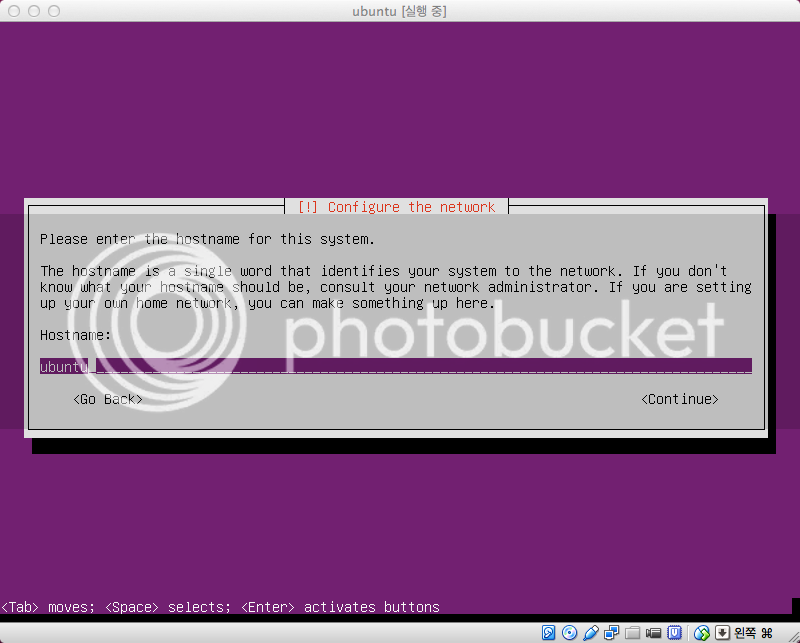 ubuntu [실행 중]
[!] Configure the network
Please enter the hostname for this system.
The hostname is a single word that identifies your system to the network. If you don't
know what your hostname should be, consult your network administrator. If you are setting
up your own home network, you can make something up here.
Hostname:
ubuntu
<Go Back>
<Continue>
photobucket
<Tab> moves; <Space> selects; <Enter> activates buttons
왼쪽 ⌘